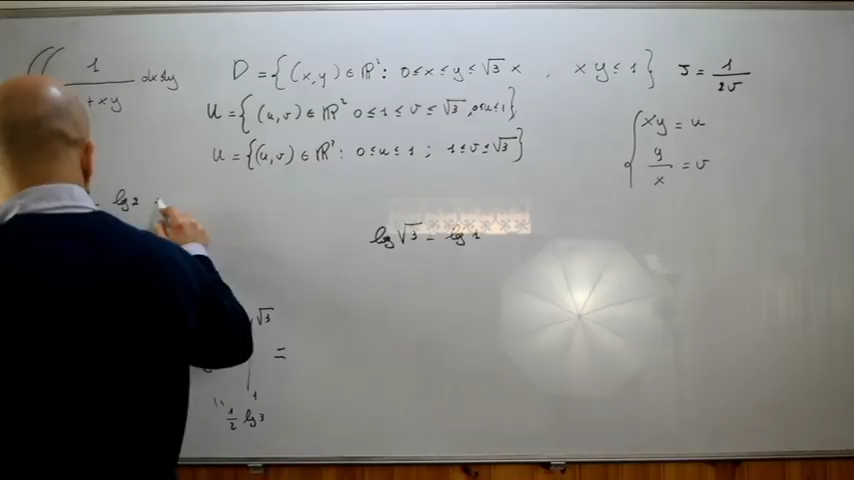 1 / + xy dxdy D = { (x,y) ∈ ℝ² : 0 ≤ x ≤ y ≤ √3 x , xy ≤ 1 } J = 1 / 2v
U = { (u,v) ∈ ℝ² 0 ≤ 1 ≤ v ≤ √3, 0≤u≤1 }
{ xy = u
U = { (u,v) ∈ ℝ² : 0 ≤ u ≤ 1 ; 1 ≤ v ≤ √3 }
y / x = v
- lg 2
lg √3 - lg 1
√3
=
1
1/2 lg 3